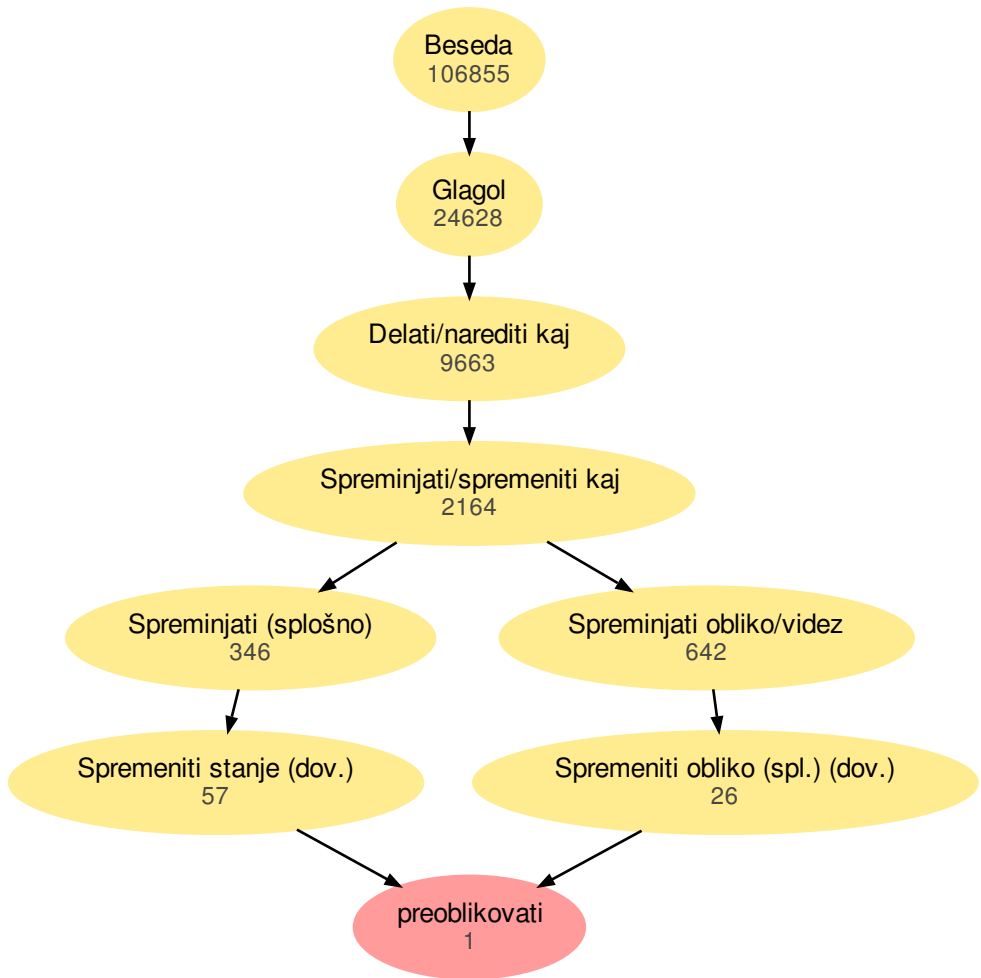 Beseda
106855
Glagol
24628
Delati/narediti kaj
9663
Spreminjati/spremeniti kaj
2164
Spreminjati (splošno)
346
Spreminjati obliko/videz
642
Spremeniti stanje (dov.)
57
Spremeniti obliko (spl.) (dov.)
26
preoblikovati
1